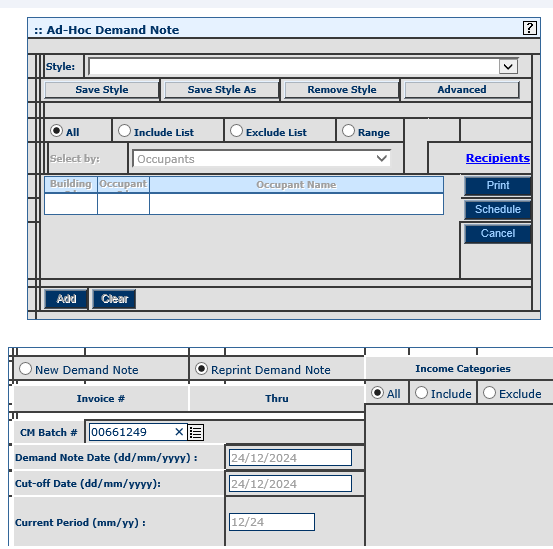 :: Ad-Hoc Demand Note ?
Style:
Save Style Save Style As Remove Style Advanced
All Include List Exclude List Range
Select by: Occupants Recipients
Building Occupant Occupant Name
Print
Schedule
Cancel
Add Clear
New Demand Note Reprint Demand Note Income Categories
All Include Exclude
Invoice # Thru
CM Batch # 00661249 ×
Demand Note Date (dd/mm/yyyy) : 24/12/2024
Cut-off Date (dd/mm/yyyy): 24/12/2024
Current Period (mm/yy) : 12/24